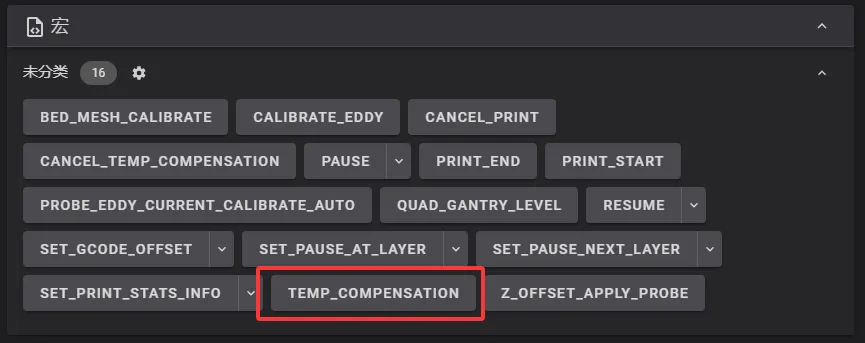 宏
未分类 16
BED_MESH_CALIBRATE CALIBRATE_EDDY CANCEL_PRINT
CANCEL_TEMP_COMPENSATION PAUSE PRINT_END PRINT_START
PROBE_EDDY_CURRENT_CALIBRATE_AUTO QUAD_GANTRY_LEVEL RESUME
SET_GCODE_OFFSET SET_PAUSE_AT_LAYER SET_PAUSE_NEXT_LAYER
SET_PRINT_STATS_INFO TEMP_COMPENSATION Z_OFFSET_APPLY_PROBE